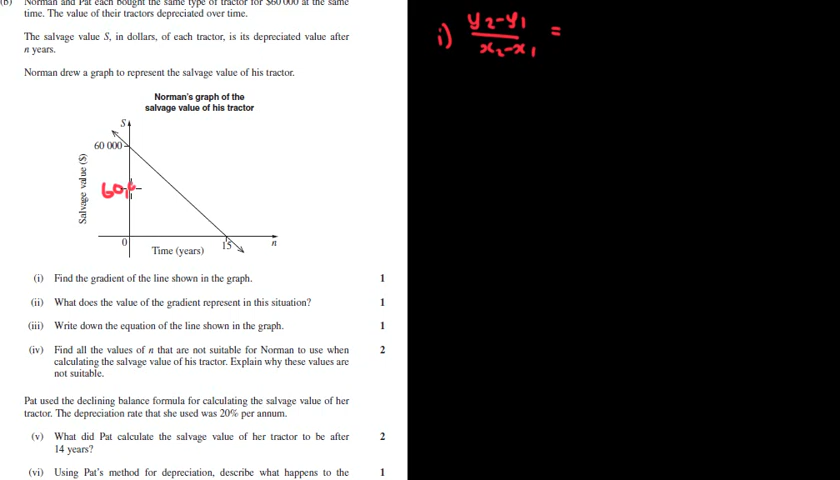 (b) Norman and Pat each bought the same type of tractor for $60 000 at the same
time. The value of their tractors depreciated over time.
The salvage value S, in dollars, of each tractor, is its depreciated value after
n years.
Norman drew a graph to represent the salvage value of his tractor.
Norman's graph of the
salvage value of his tractor
S
60 000
Salvage value ($)
0
Time (years)
15
n
(i) Find the gradient of the line shown in the graph. 1
(ii) What does the value of the gradient represent in this situation? 1
(iii) Write down the equation of the line shown in the graph. 1
(iv) Find all the values of n that are not suitable for Norman to use when 2
calculating the salvage value of his tractor. Explain why these values are
not suitable.
Pat used the declining balance formula for calculating the salvage value of her
tractor. The depreciation rate that she used was 20% per annum.
(v) What did Pat calculate the salvage value of her tractor to be after 2
14 years?
(vi) Using Pat's method for depreciation, describe what happens to the 1
i) y2-y1 =
x2-x1